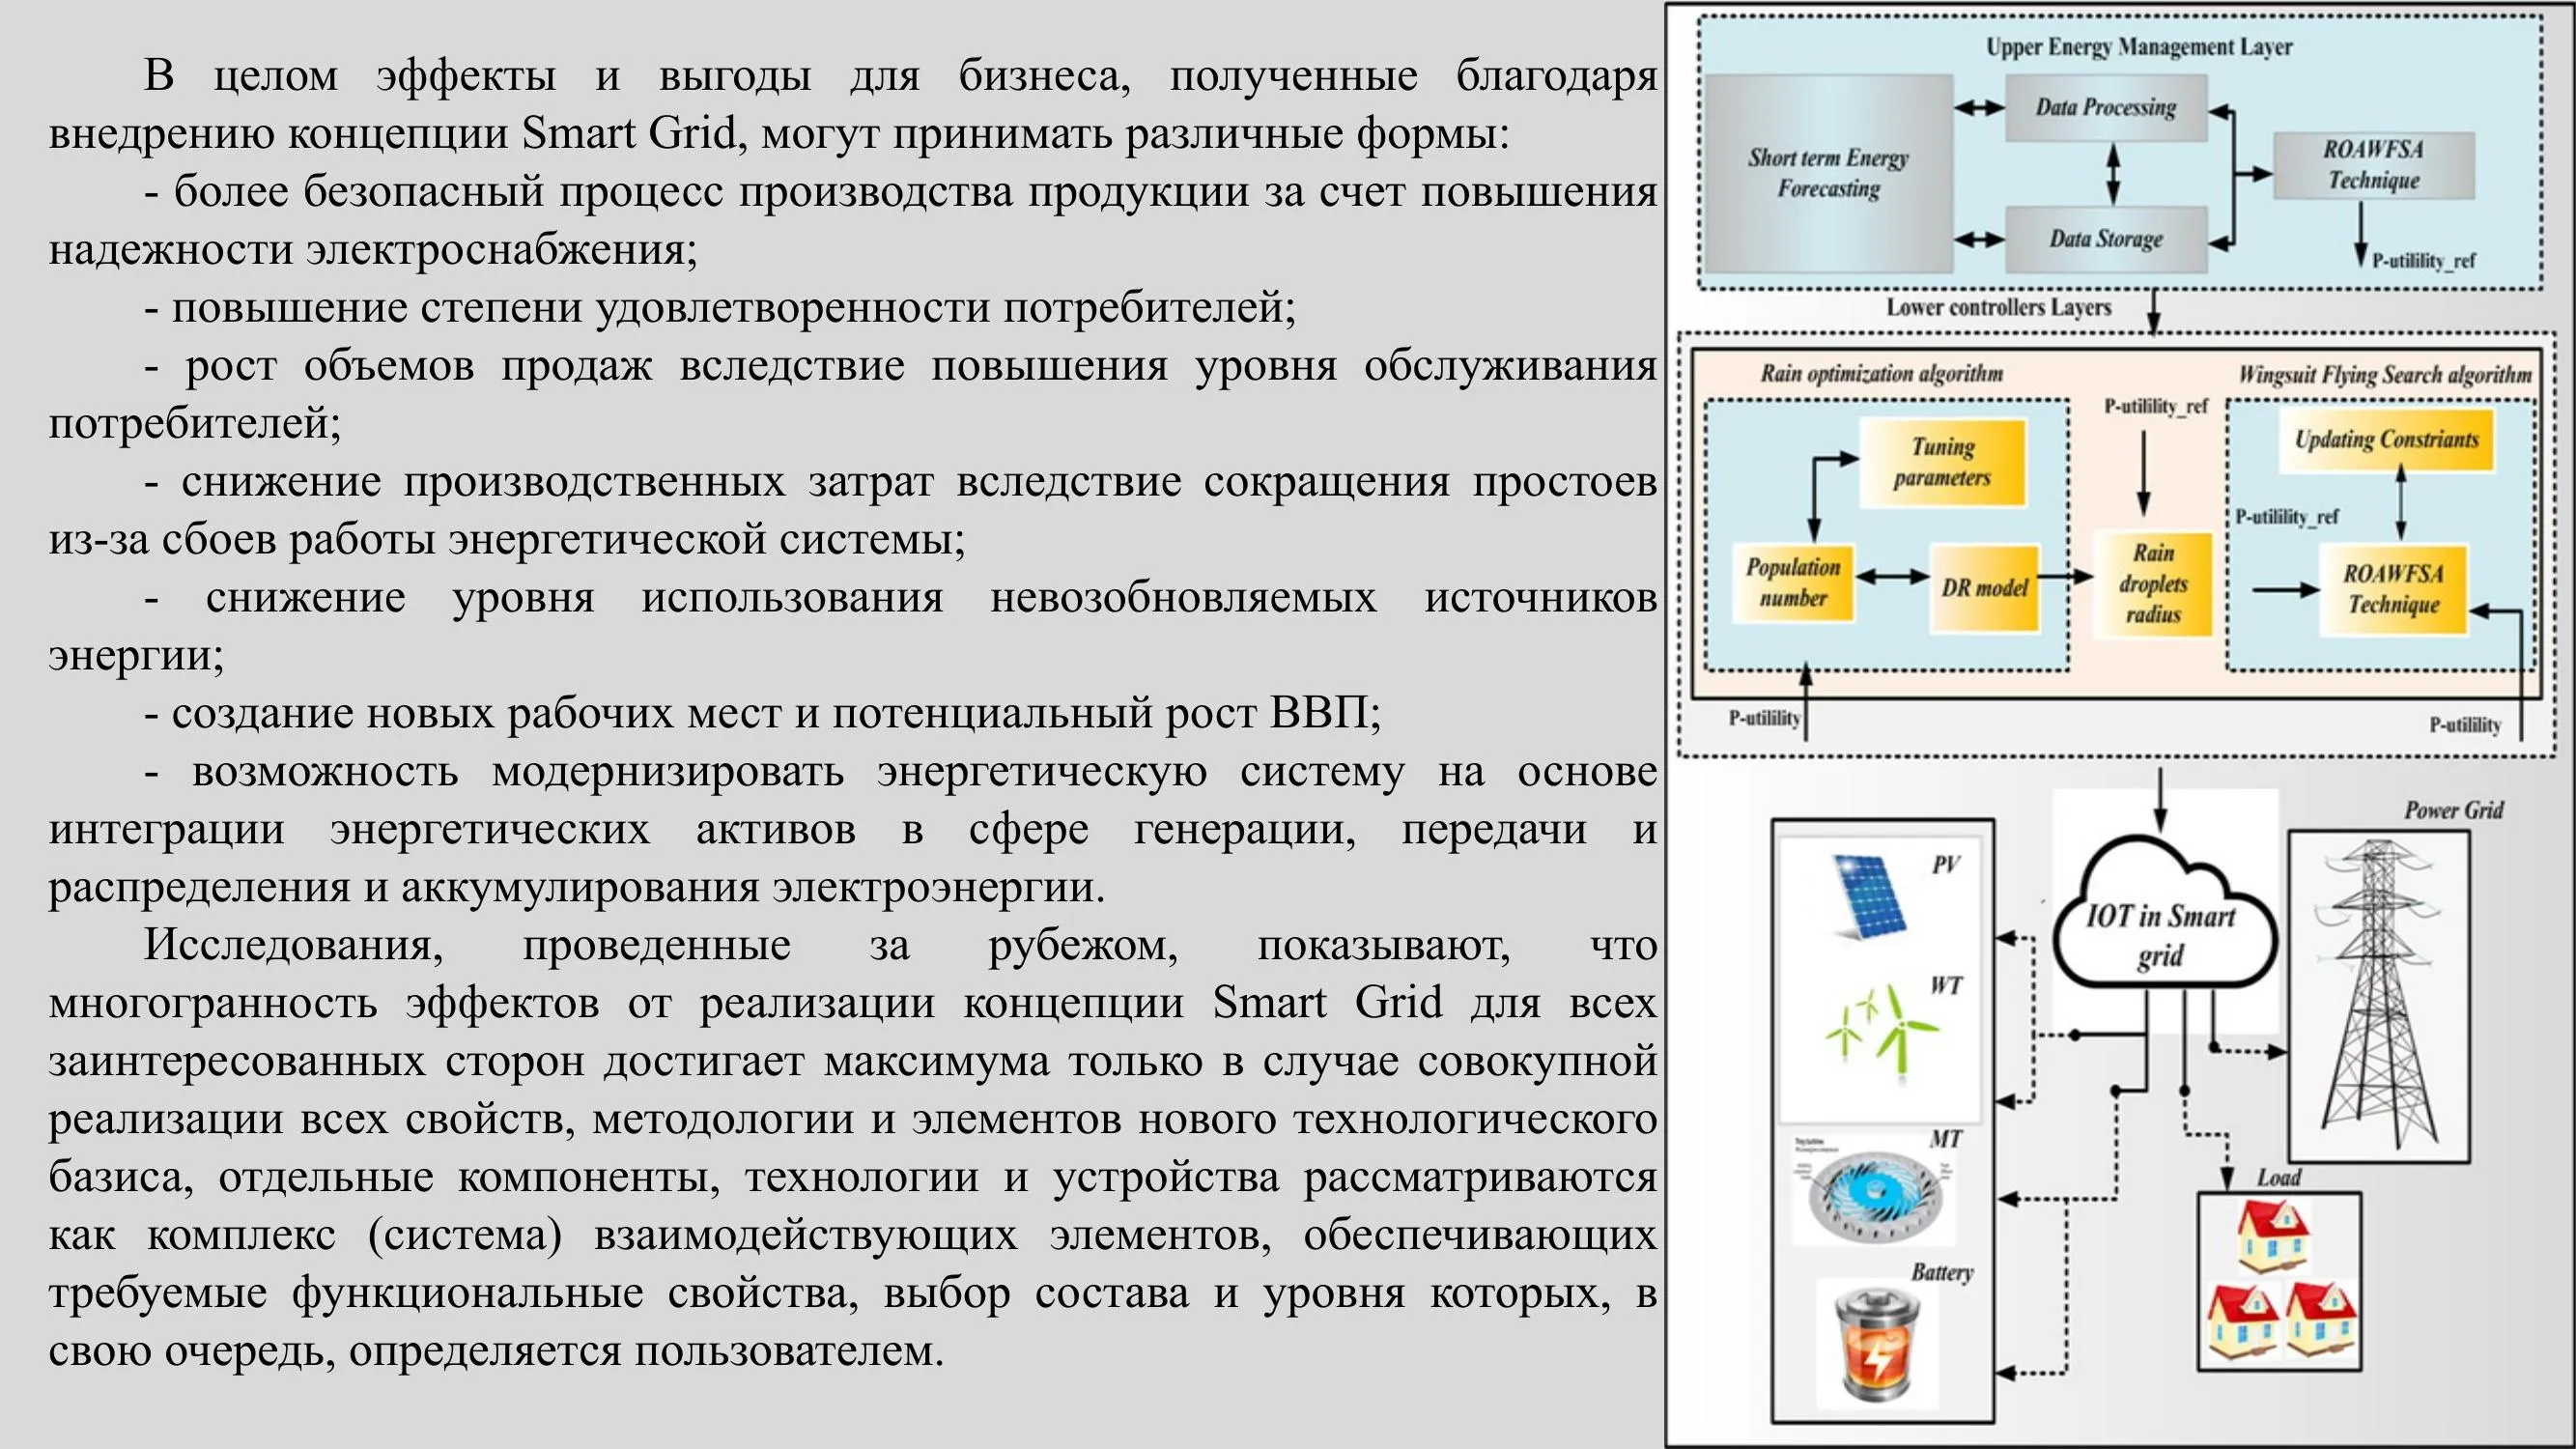 В целом эффекты и выгоды для бизнеса, полученные благодаря
внедрению концепции Smart Grid, могут принимать различные формы:
- более безопасный процесс производства продукции за счет повышения
надежности электроснабжения;
- повышение степени удовлетворенности потребителей;
- рост объемов продаж вследствие повышения уровня обслуживания
потребителей;
- снижение производственных затрат вследствие сокращения простоев
из-за сбоев работы энергетической системы;
- снижение уровня использования невозобновляемых источников
энергии;
- создание новых рабочих мест и потенциальный рост ВВП;
- возможность модернизировать энергетическую систему на основе
интеграции энергетических активов в сфере генерации, передачи и
распределения и аккумулирования электроэнергии.
Исследования, проведенные за рубежом, показывают, что
многогранность эффектов от реализации концепции Smart Grid для всех
заинтересованных сторон достигает максимума только в случае совокупной
реализации всех свойств, методологии и элементов нового технологического
базиса, отдельные компоненты, технологии и устройства рассматриваются
как комплекс (система) взаимодействующих элементов, обеспечивающих
требуемые функциональные свойства, выбор состава и уровня которых, в
свою очередь, определяется пользователем.
Upper Energy Management Layer
Short term Energy
Forecasting
Data Processing
Data Storage
ROAWFSA
Technique
P-utilility_ref
Lower controllers Layers
Rain optimization algorithm
Tuning
parameters
Population
number
DR model
P-utilility_ref
Rain
droplets
radius
Wingsuit Flying Search algorithm
Updating Constriants
P-utilility_ref
ROAWFSA
Technique
P-utilility
P-utilility
PV
WT
MT
Battery
IOT in Smart
grid
Power Grid
Load